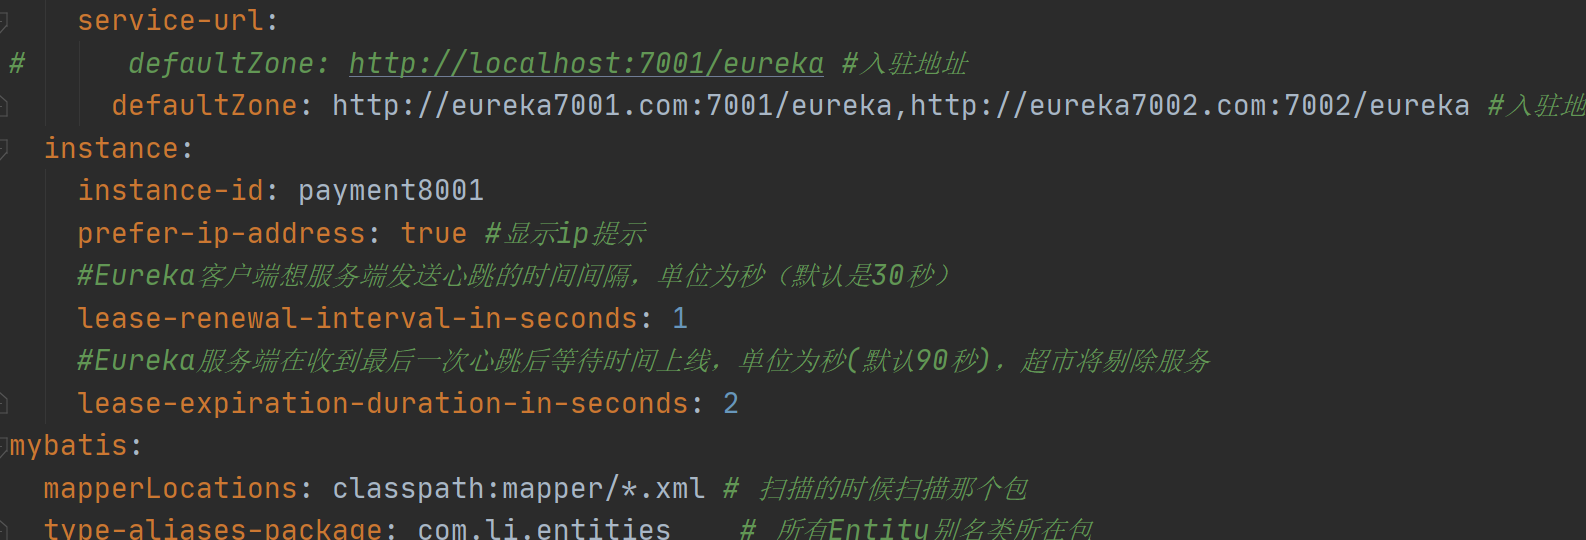 service-url:
# defaultZone: http://localhost:7001/eureka #入驻地址
defaultZone: http://eureka7001.com:7001/eureka,http://eureka7002.com:7002/eureka #入驻地
instance:
instance-id: payment8001
prefer-ip-address: true #显示ip提示
#Eureka客户端想服务端发送心跳的时间间隔，单位为秒（默认是30秒）
lease-renewal-interval-in-seconds: 1
#Eureka服务端在收到最后一次心跳后等待时间上线，单位为秒(默认90秒)，超市将剔除服务
lease-expiration-duration-in-seconds: 2
mybatis:
mapperLocations: classpath:mapper/*.xml # 扫描的时候扫描那个包
type-aliases-package: com.li.entities # 所有Entity别名类所在包